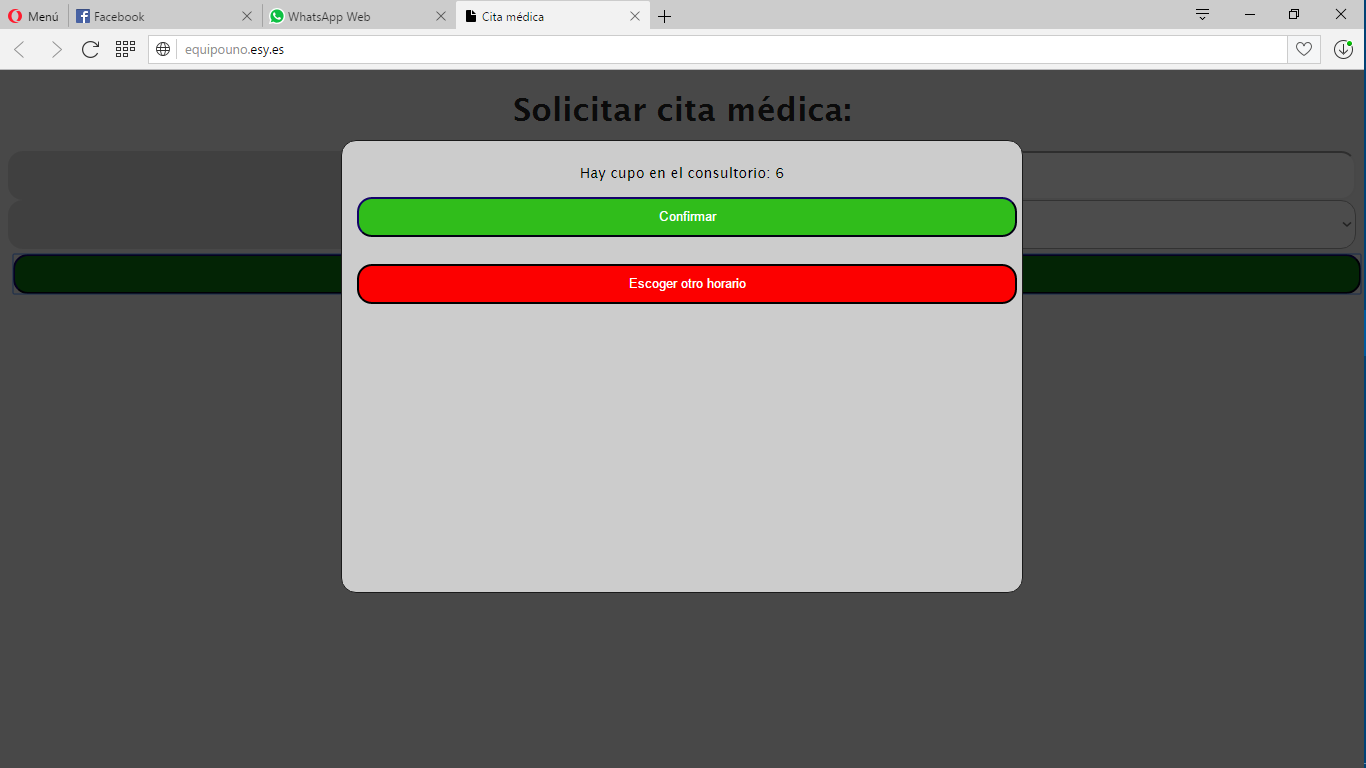 Menú Facebook WhatsApp Web Cita médica
equipouno.esy.es
Solicitar cita médica:
Hay cupo en el consultorio: 6
Confirmar
Escoger otro horario